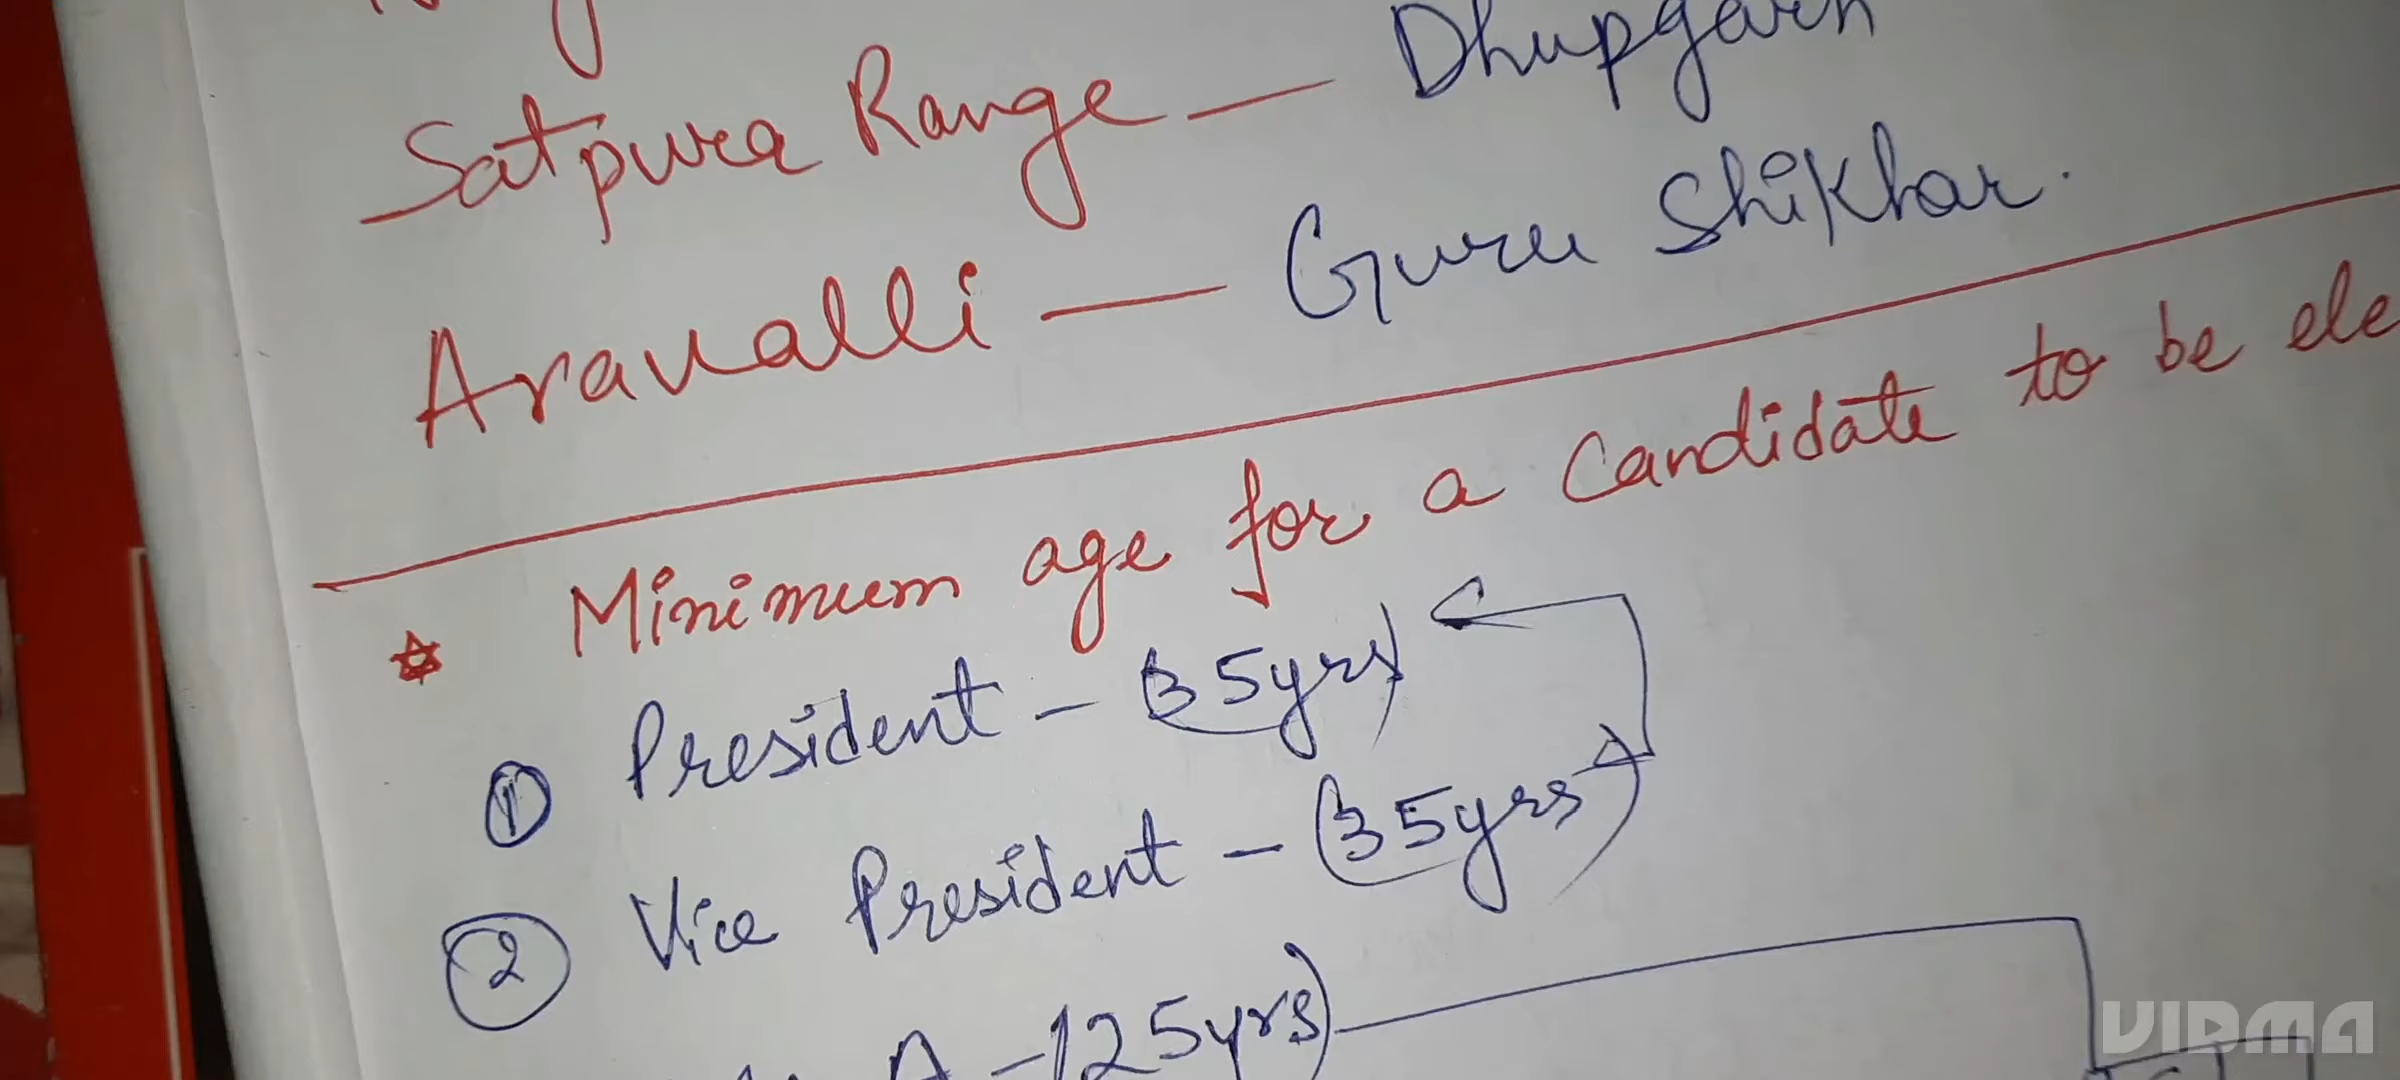 Satpura Range — Dhupgarh
Aravalli — Guru Shikhar.
✡ Minimum age for a Candidate to be ele
① President - (35yrs)
② Vice President - (35yrs)
A - (25yrs)
VIDMA